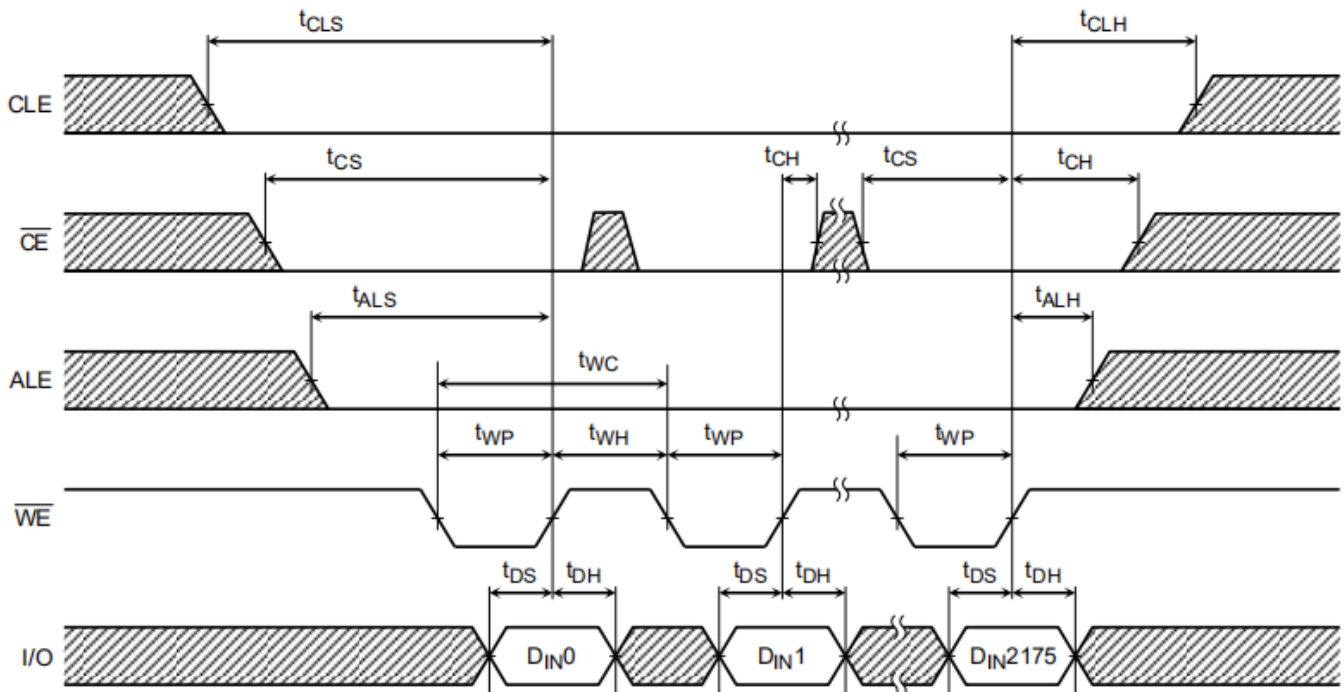 tCLS tCLH
CLE
tCS tCH tCS tCH
CE
tALS tALH
ALE
tWC
tWP tWH tWP tWP
WE
tDS tDH tDS tDH tDS tDH
I/O DIN0 DIN1 DIN2175